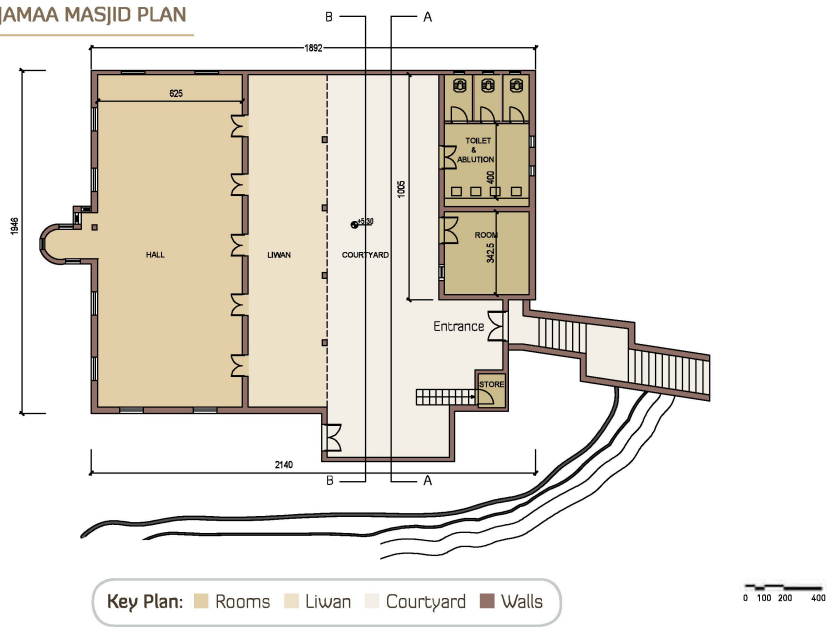 JAMAA MASJID PLAN
B A
1892
625
TOILET
&
ABLUTION
400
1005
1946
+5.30
ROOM
342.5
HALL LIWAN COURTYARD
Entrance
STORE
2140
B A
Key Plan: Rooms Liwan Courtyard Walls
0 100 200 400